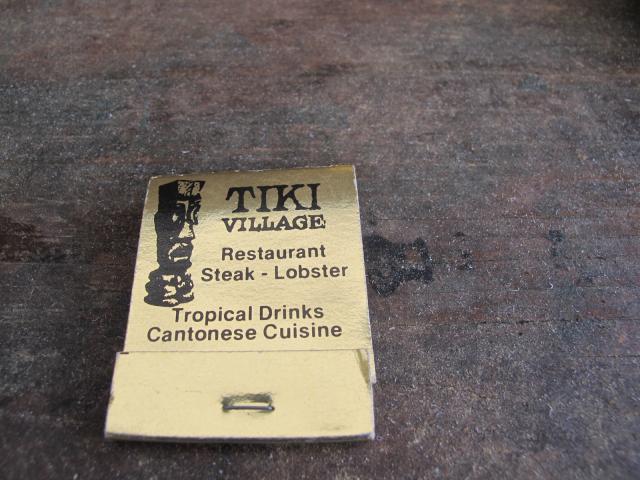 TIKI
VILLAGE
Restaurant
Steak - Lobster
Tropical Drinks
Cantonese Cuisine